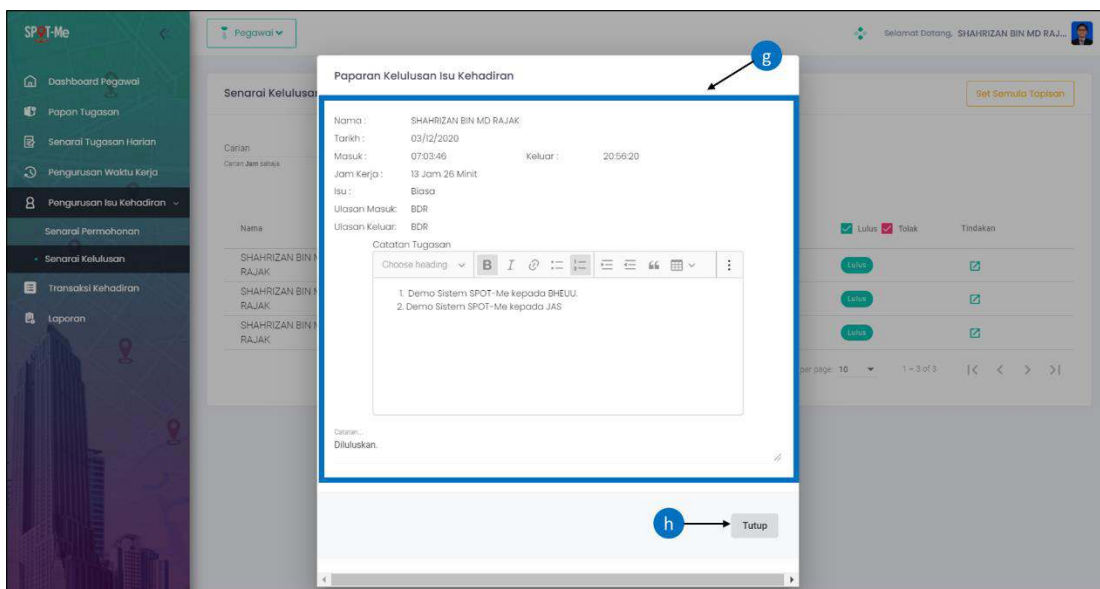 SPOT-Me
Pegawai
Selamat Datang, SHAHRIZAN BIN MD RAJ...
Dashboard Pegawai
Papan Tugasan
Senarai Tugasan Harian
Pengurusan Waktu Kerja
Pengurusan Isu Kehadiran
Senarai Permohonan
Senarai Kelulusan
Transaksi Kehadiran
Laporan
Senarai Kelulusan
Set Semula Tapisan
Carian
Carian Jam sahaja
Nama
Lulus Tolak
Tindakan
SHAHRIZAN BIN M
RAJAK
Lulus
SHAHRIZAN BIN M
RAJAK
Lulus
SHAHRIZAN BIN M
RAJAK
Lulus
per page: 10
1 – 3 of 3
Paparan Kelulusan Isu Kehadiran
g
Nama : SHAHRIZAN BIN MD RAJAK
Tarikh : 03/12/2020
Masuk : 07:03:46 Keluar : 20:56:20
Jam Kerja : 13 Jam 26 Minit
Isu : Biasa
Ulasan Masuk: BDR
Ulasan Keluar: BDR
Catatan Tugasan
Choose heading
1. Demo Sistem SPOT-Me kepada BHEUU.
2. Demo Sistem SPOT-Me kepada JAS
Catatan...
Diluluskan.
h
Tutup